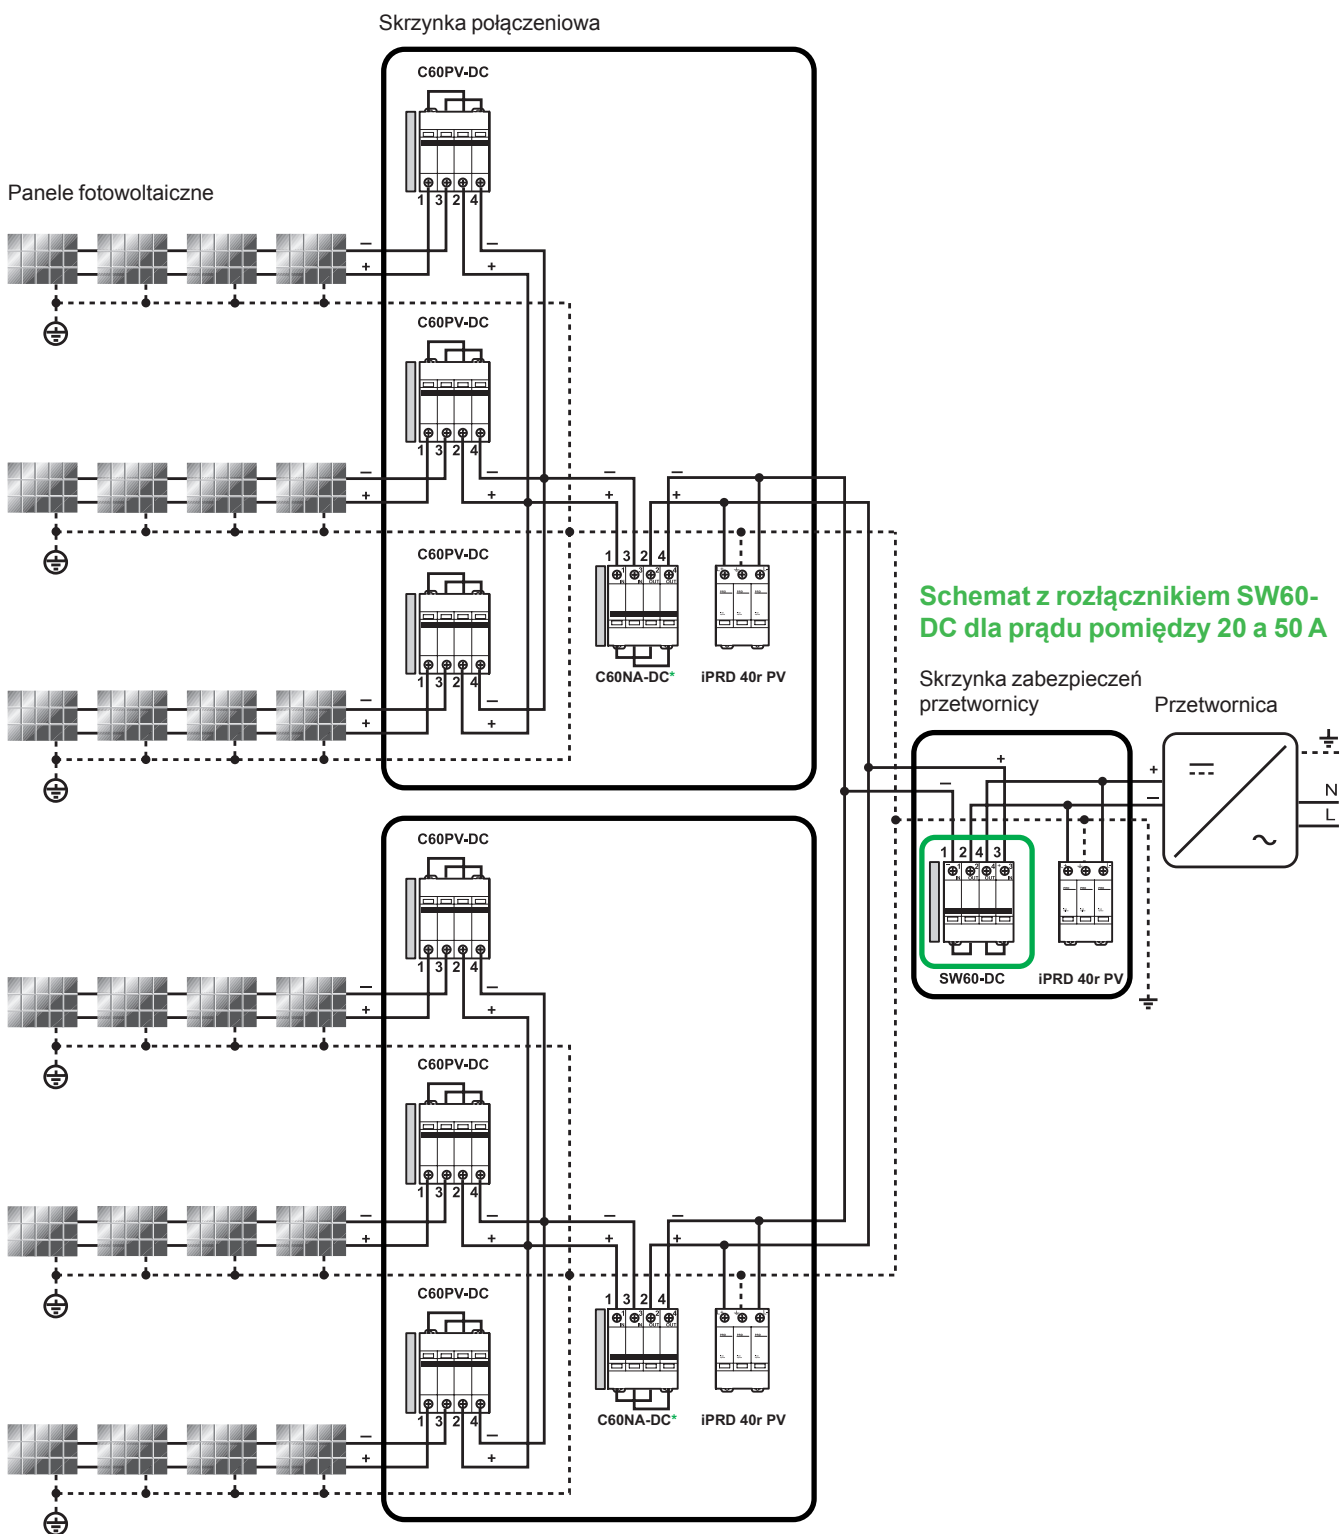 Skrzynka połączeniowa
C60PV-DC
1 3 2 4
Panele fotowoltaiczne
− −
+ +
C60PV-DC
1 3 2 4
− − − −
+ + + +
C60PV-DC
1 3 2 4
1 3 2 4
C60NA-DC* iPRD 40r PV
− −
+ +
Schemat z rozłącznikiem SW60-
DC dla prądu pomiędzy 20 a 50 A
Skrzynka zabezpieczeń
przetwornicy
Przetwornica
+
− +
−
N
L
1 2 4 3
SW60-DC iPRD 40r PV
C60PV-DC
1 3 2 4
− −
+ +
C60PV-DC
1 3 2 4
− − − −
+ + + +
C60PV-DC
1 3 2 4
1 3 2 4
C60NA-DC* iPRD 40r PV
− −
+ +